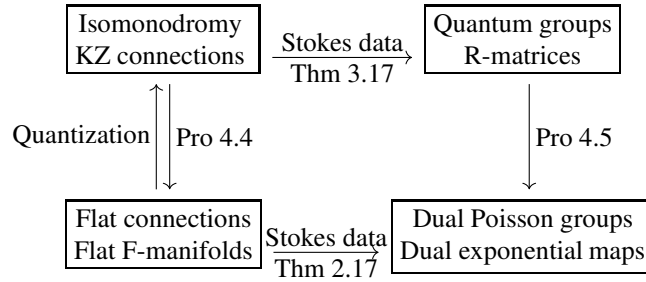 Isomonodromy
KZ connections
Stokes data
Thm 3.17
Quantum groups
R-matrices
Quantization
Pro 4.4
Pro 4.5
Flat connections
Flat F-manifolds
Stokes data
Thm 2.17
Dual Poisson groups
Dual exponential maps